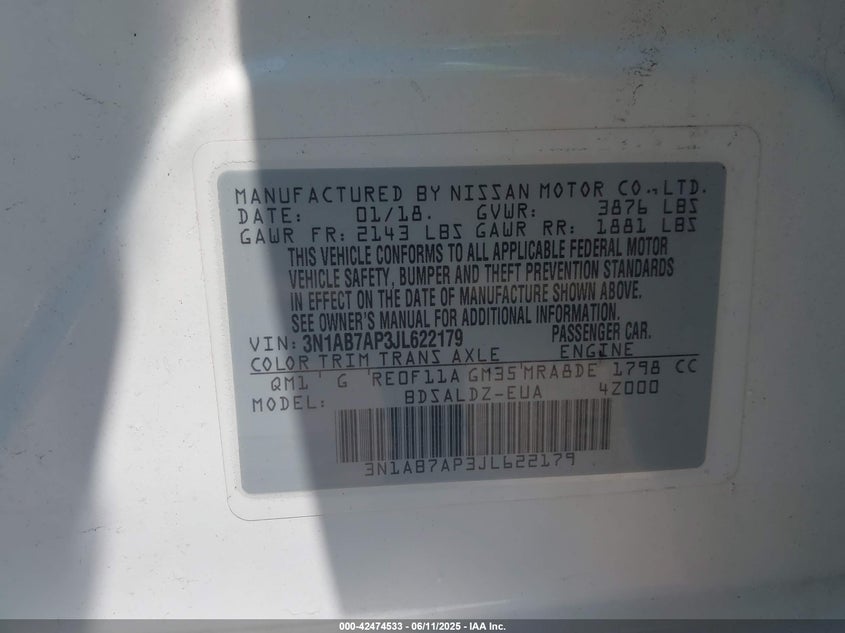 MANUFACTURED BY NISSAN MOTOR CO., LTD.
DATE: 01/18. GVWR: 3876 LBS
GAWR FR: 2143 LBS GAWR RR: 1881 LBS
THIS VEHICLE CONFORMS TO ALL APPLICABLE FEDERAL MOTOR
VEHICLE SAFETY, BUMPER AND THEFT PREVENTION STANDARDS
IN EFFECT ON THE DATE OF MANUFACTURE SHOWN ABOVE.
SEE OWNER'S MANUAL FOR ADDITIONAL INFORMATION.
VIN: 3N1AB7AP3JL622179 PASSENGER CAR.
COLOR TRIM TRANS AXLE ENGINE
QM1 G RE0F11A GM35 MRA8DE 1798 CC
MODEL: BDSALDZ-EUA 4Z000
3N1AB7AP3JL622179
000-42474533 - 06/11/2025 - IAA Inc.